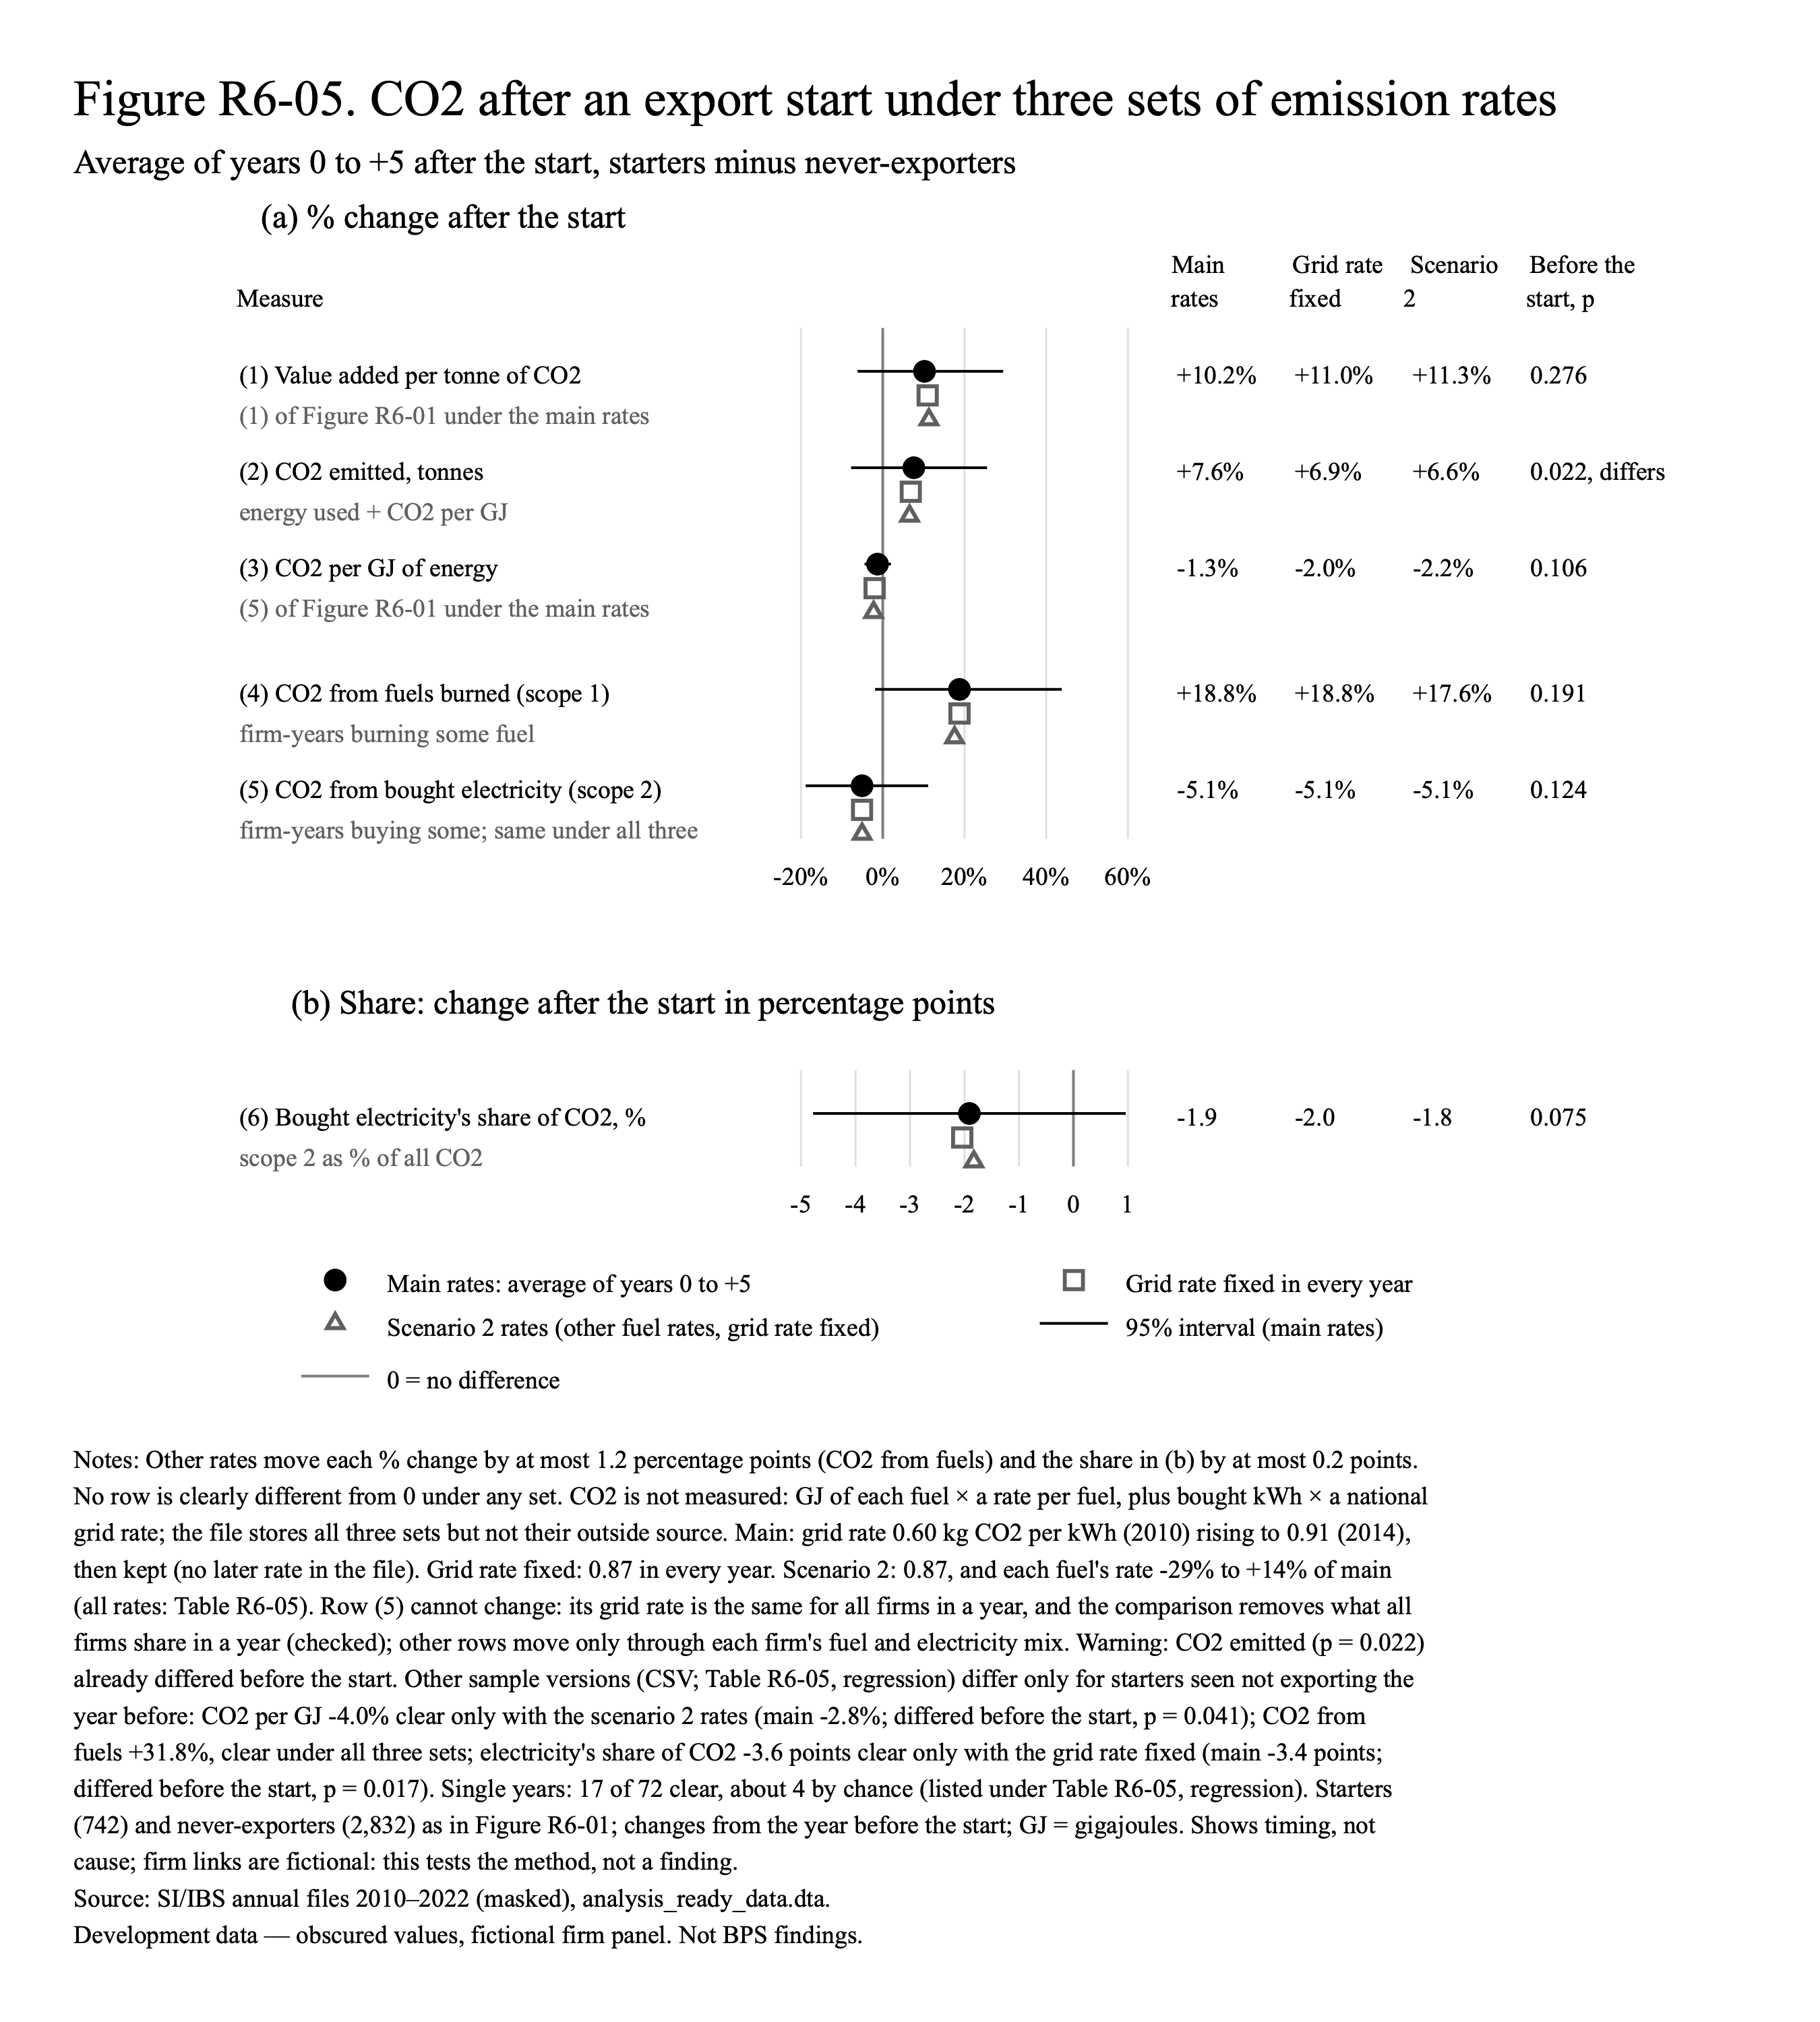 Figure R6-05. CO2 after an export start under three sets of emission rates
Average of years 0 to +5 after the start, starters minus never-exporters
(a) % change after the start
Main Grid rate Scenario Before the
Measure rates fixed 2 start, p
(1) Value added per tonne of CO2 +10.2% +11.0% +11.3% 0.276
(1) of Figure R6-01 under the main rates
(2) CO2 emitted, tonnes +7.6% +6.9% +6.6% 0.022, differs
energy used + CO2 per GJ
(3) CO2 per GJ of energy -1.3% -2.0% -2.2% 0.106
(5) of Figure R6-01 under the main rates
(4) CO2 from fuels burned (scope 1) +18.8% +18.8% +17.6% 0.191
firm-years burning some fuel
(5) CO2 from bought electricity (scope 2) -5.1% -5.1% -5.1% 0.124
firm-years buying some; same under all three
-20% 0% 20% 40% 60%
(b) Share: change after the start in percentage points
(6) Bought electricity's share of CO2, % -1.9 -2.0 -1.8 0.075
scope 2 as % of all CO2
-5 -4 -3 -2 -1 0 1
Main rates: average of years 0 to +5 Grid rate fixed in every year
Scenario 2 rates (other fuel rates, grid rate fixed) 95% interval (main rates)
0 = no difference
Notes: Other rates move each % change by at most 1.2 percentage points (CO2 from fuels) and the share in (b) by at most 0.2 points.
No row is clearly different from 0 under any set. CO2 is not measured: GJ of each fuel × a rate per fuel, plus bought kWh × a national
grid rate; the file stores all three sets but not their outside source. Main: grid rate 0.60 kg CO2 per kWh (2010) rising to 0.91 (2014),
then kept (no later rate in the file). Grid rate fixed: 0.87 in every year. Scenario 2: 0.87, and each fuel's rate -29% to +14% of main
(all rates: Table R6-05). Row (5) cannot change: its grid rate is the same for all firms in a year, and the comparison removes what all
firms share in a year (checked); other rows move only through each firm's fuel and electricity mix. Warning: CO2 emitted (p = 0.022)
already differed before the start. Other sample versions (CSV; Table R6-05, regression) differ only for starters seen not exporting the
year before: CO2 per GJ -4.0% clear only with the scenario 2 rates (main -2.8%; differed before the start, p = 0.041); CO2 from
fuels +31.8%, clear under all three sets; electricity's share of CO2 -3.6 points clear only with the grid rate fixed (main -3.4 points;
differed before the start, p = 0.017). Single years: 17 of 72 clear, about 4 by chance (listed under Table R6-05, regression). Starters
(742) and never-exporters (2,832) as in Figure R6-01; changes from the year before the start; GJ = gigajoules. Shows timing, not
cause; firm links are fictional: this tests the method, not a finding.
Source: SI/IBS annual files 2010–2022 (masked), analysis_ready_data.dta.
Development data — obscured values, fictional firm panel. Not BPS findings.